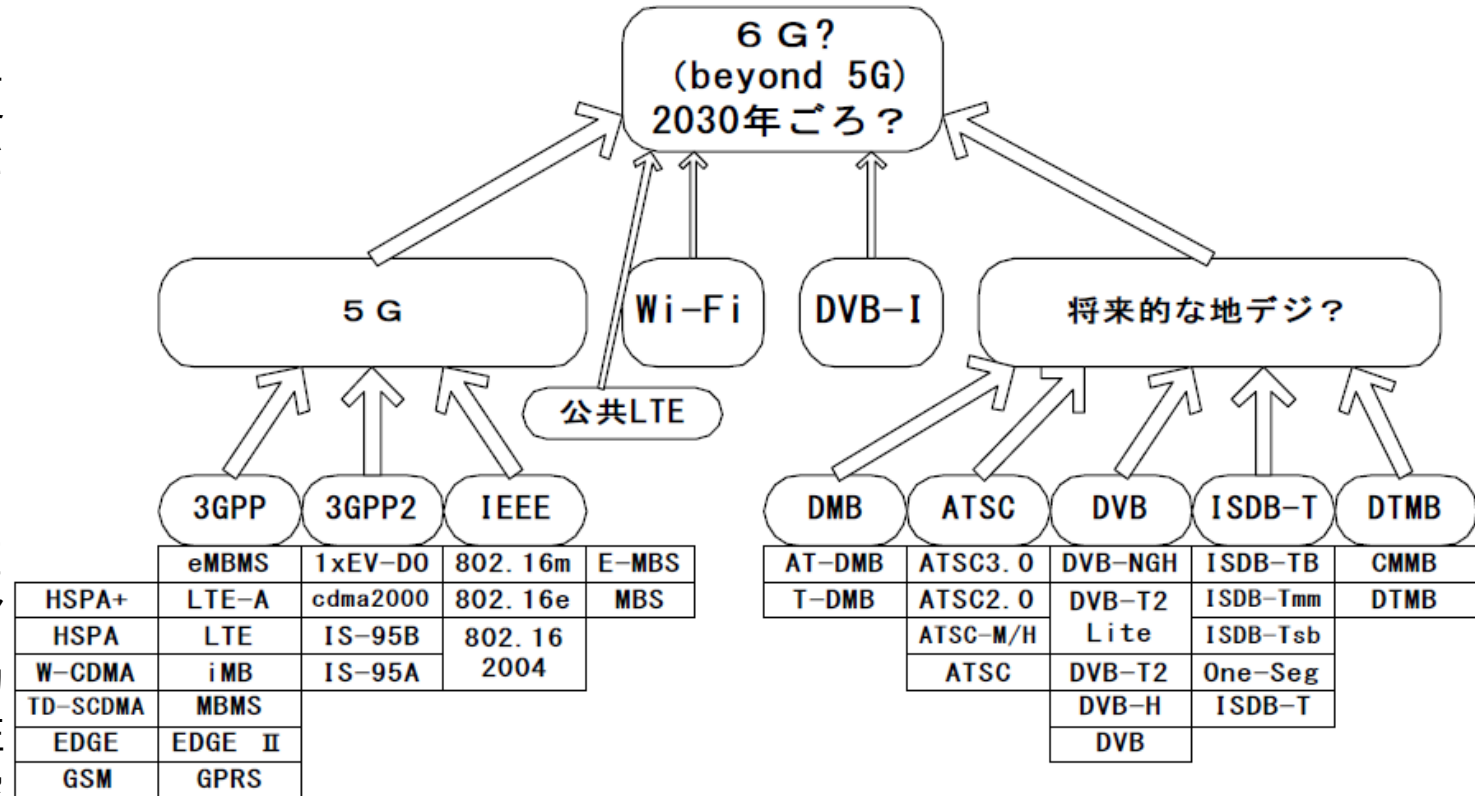 ６Ｇ?
(beyond 5G)
2030年ごろ？
５Ｇ
Wi-Fi
DVB-I
将来的な地デジ？
公共LTE
3GPP
3GPP2
IEEE
DMB
ATSC
DVB
ISDB-T
DTMB
eMBMS 1xEV-DO 802.16m E-MBS
HSPA+ LTE-A cdma2000 802.16e MBS
HSPA LTE IS-95B 802.16
W-CDMA iMB IS-95A 2004
TD-SCDMA MBMS
EDGE EDGE Ⅱ
GSM GPRS
AT-DMB ATSC3.0 DVB-NGH ISDB-TB CMMB
T-DMB ATSC2.0 DVB-T2 ISDB-Tmm DTMB
ATSC-M/H Lite ISDB-Tsb
ATSC DVB-T2 One-Seg
DVB-H ISDB-T
DVB